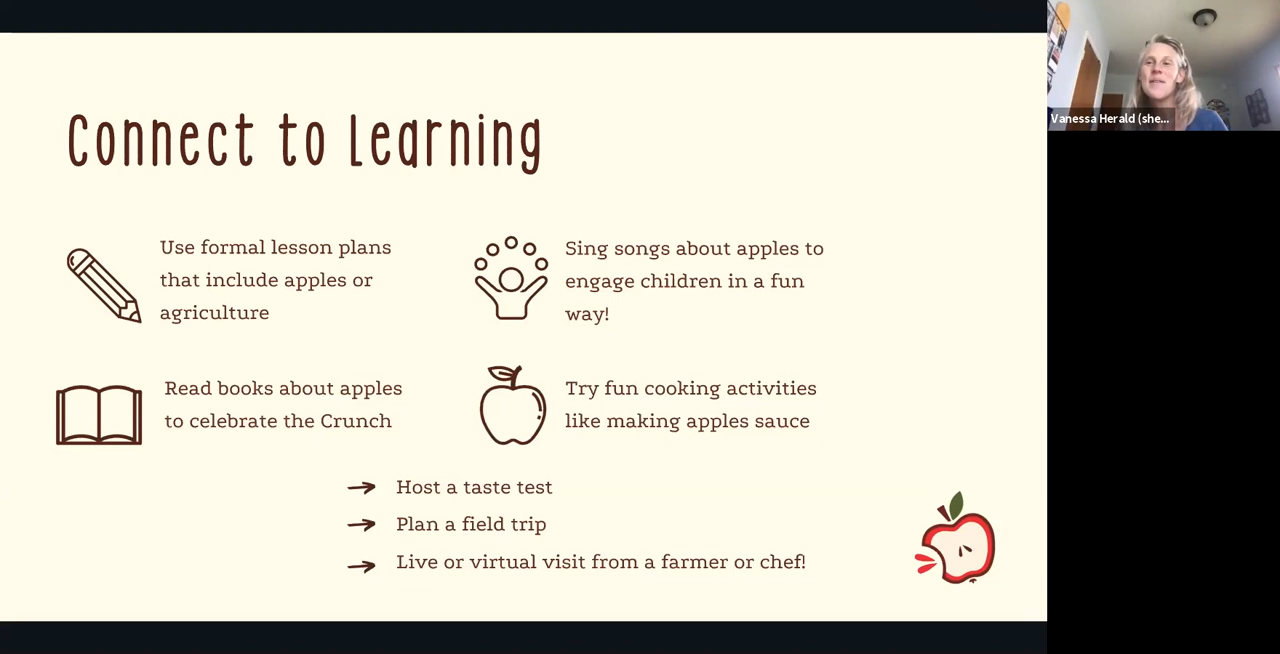 Connect to Learning
Use formal lesson plans
that include apples or
agriculture
Sing songs about apples to
engage children in a fun
way!
Read books about apples
to celebrate the Crunch
Try fun cooking activities
like making apples sauce
Host a taste test
Plan a field trip
Live or virtual visit from a farmer or chef!
Vanessa Herald (she...